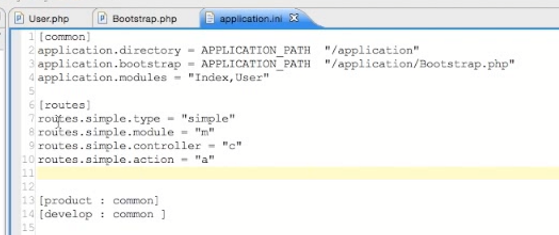 User.php Bootstrap.php application.ini
1 [common]
2 application.directory = APPLICATION_PATH "/application"
3 application.bootstrap = APPLICATION_PATH "/application/Bootstrap.php"
4 application.modules = "Index,User"
5
6 [routes]
7 routes.simple.type = "simple"
8 routes.simple.module = "m"
9 routes.simple.controller = "c"
10 routes.simple.action = "a"
11
12
13 [product : common]
14 [develop : common ]
15